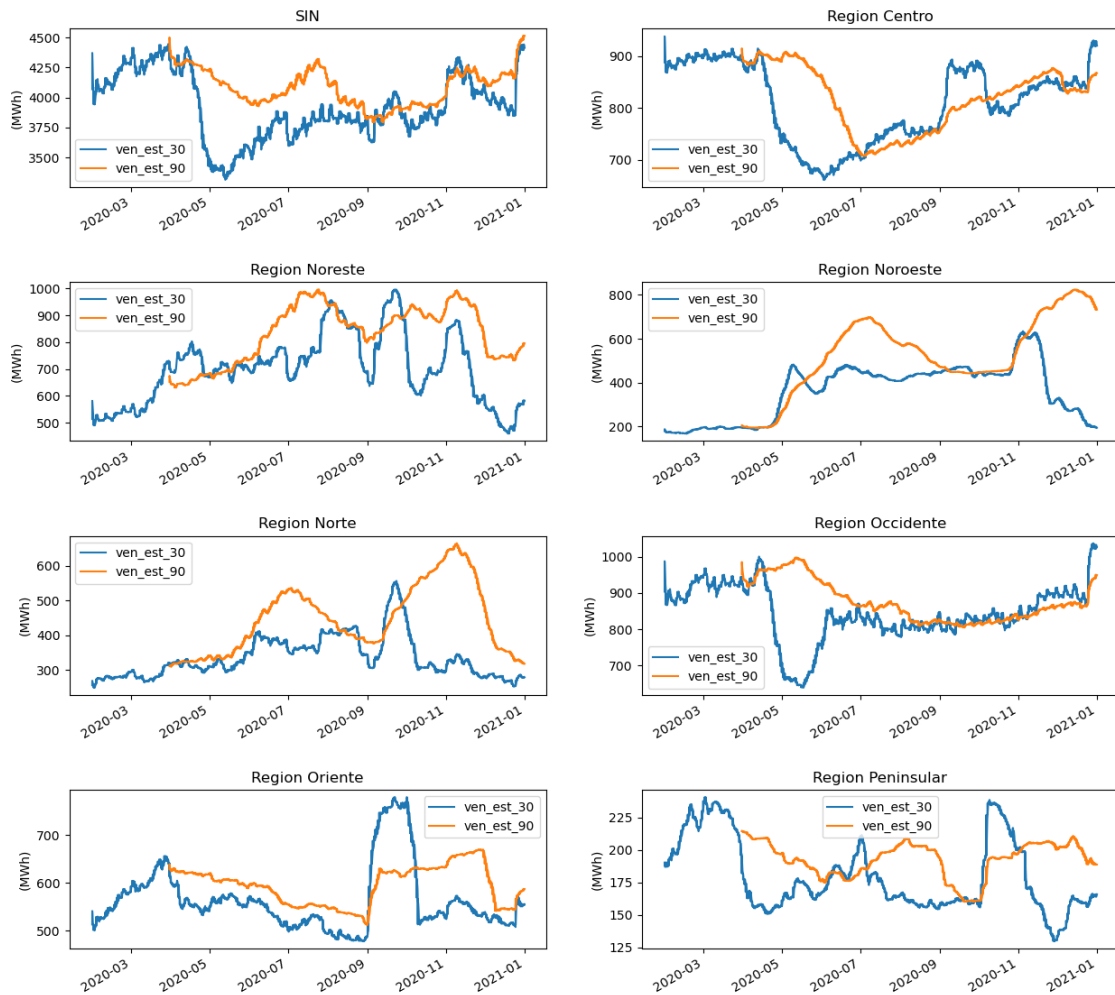 SIN
4500
4250
4000
3750
3500
(MWh)
ven_est_30
ven_est_90
2020-03
2020-05
2020-07
2020-09
2020-11
2021-01
Region Centro
900
800
700
(MWh)
ven_est_30
ven_est_90
2020-03
2020-05
2020-07
2020-09
2020-11
2021-01
Region Noreste
1000
900
800
700
600
500
(MWh)
ven_est_30
ven_est_90
2020-03
2020-05
2020-07
2020-09
2020-11
2021-01
Region Noroeste
800
600
400
200
(MWh)
ven_est_30
ven_est_90
2020-03
2020-05
2020-07
2020-09
2020-11
2021-01
Region Norte
600
500
400
300
(MWh)
ven_est_30
ven_est_90
2020-03
2020-05
2020-07
2020-09
2020-11
2021-01
Region Occidente
1000
900
800
700
(MWh)
ven_est_30
ven_est_90
2020-03
2020-05
2020-07
2020-09
2020-11
2021-01
Region Oriente
700
600
500
(MWh)
ven_est_30
ven_est_90
2020-03
2020-05
2020-07
2020-09
2020-11
2021-01
Region Peninsular
225
200
175
150
125
(MWh)
ven_est_30
ven_est_90
2020-03
2020-05
2020-07
2020-09
2020-11
2021-01